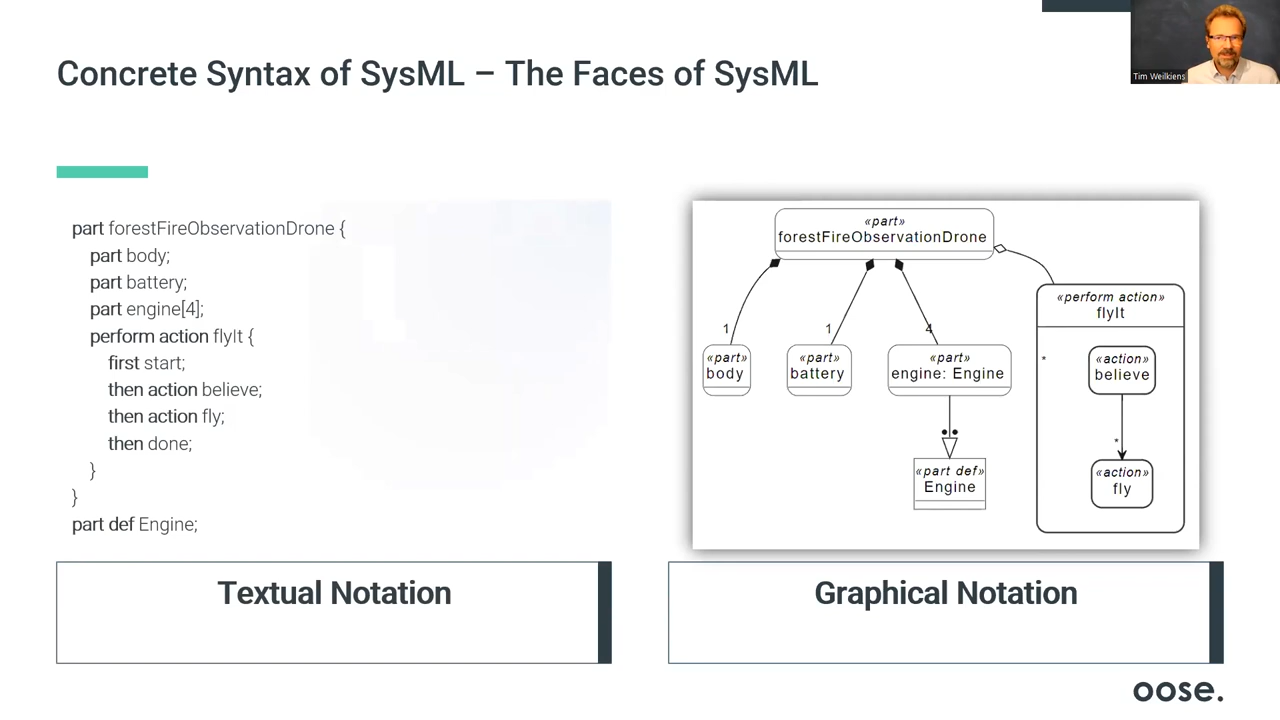 Tim Weilkiens
Concrete Syntax of SysML – The Faces of SysML
part forestFireObservationDrone {
part body;
part battery;
part engine[4];
perform action flyIt {
first start;
then action believe;
then action fly;
then done;
}
}
part def Engine;
«part»
forestFireObservationDrone
«perform action»
flyIt
1
1
4
«part»
body
«part»
battery
«part»
engine: Engine
*
«action»
believe
*
«part def»
Engine
«action»
fly
Textual Notation
Graphical Notation
oose.